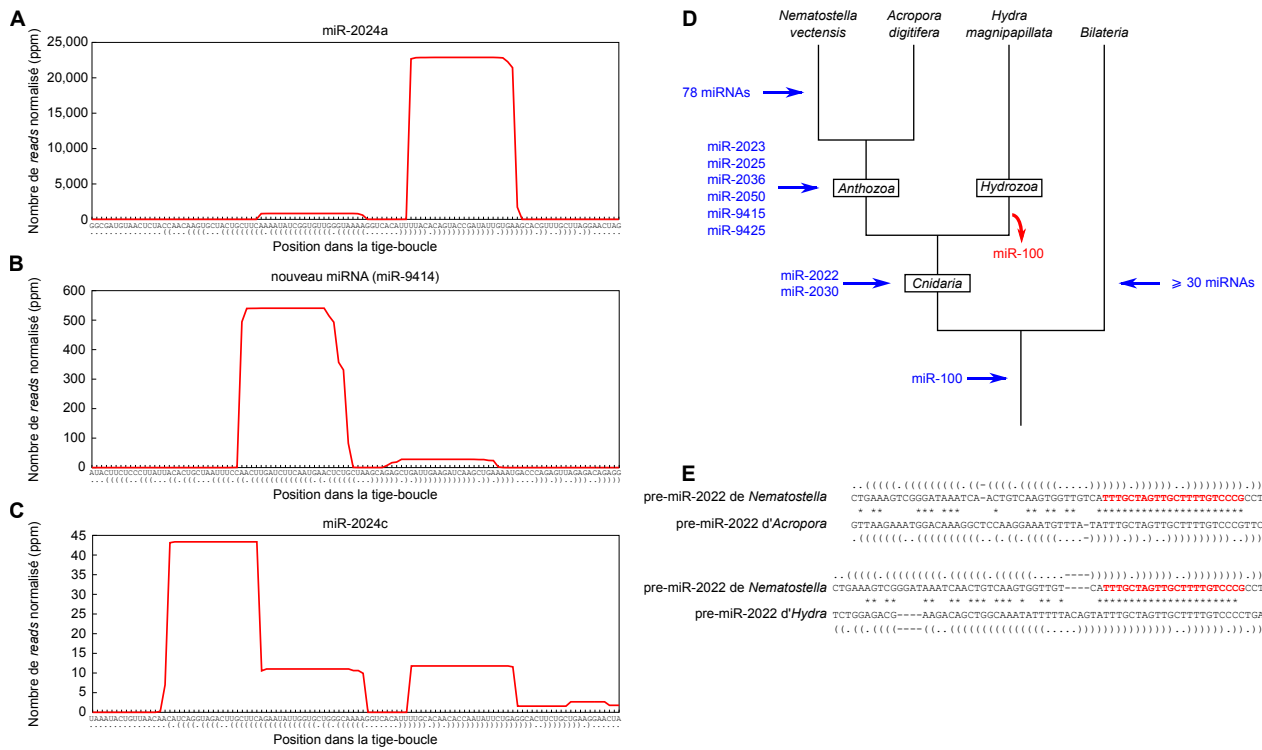 A
miR-2024a
Nombre de reads normalisé (ppm)
25,000
20,000
15,000
10,000
5,000
0
Position dans la tige-boucle
B
nouveau miRNA (miR-9414)
Nombre de reads normalisé (ppm)
600
500
400
300
200
100
0
Position dans la tige-boucle
C
miR-2024c
Nombre de reads normalisé (ppm)
45
40
35
30
25
20
15
10
5
0
Position dans la tige-boucle
D
Nematostella vectensis
Acropora digitifera
Hydra magnipapillata
Bilateria
78 miRNAs
miR-2023
miR-2025
miR-2036
miR-2050
miR-9415
miR-9425
Anthozoa
Hydrozoa
miR-100
miR-2022
miR-2030
Cnidaria
⩾ 30 miRNAs
miR-100
E
pre-miR-2022 de Nematostella CTGAAAGTCGGGATAAATCA-ACTGTCAAGTGGTTGTCATTTGCTAGTTGCTTTTGTCCCGCCT
pre-miR-2022 d'Acropora GTTAAGAAATGGACAAAGGCTCCAAGGAAATGTTTA-TATTTGCTAGTTGCTTTTGTCCCGTTC
pre-miR-2022 de Nematostella CTGAAAGTCGGGATAAATCAACTGTCAAGTGGTTGT----CATTTGCTAGTTGCTTTTGTCCCGCCT
pre-miR-2022 d'Hydra TCTGGAGACG----AAGACAGCTGGCAAATATTTTTACAGTATTTGCTAGTTGCTTTTGTCCCCTGA